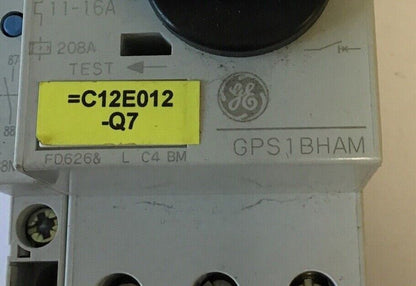 11-16A
208A
TEST
=C12E012
-Q7
GE
GPS1BHAM
FD626& L C4 BM